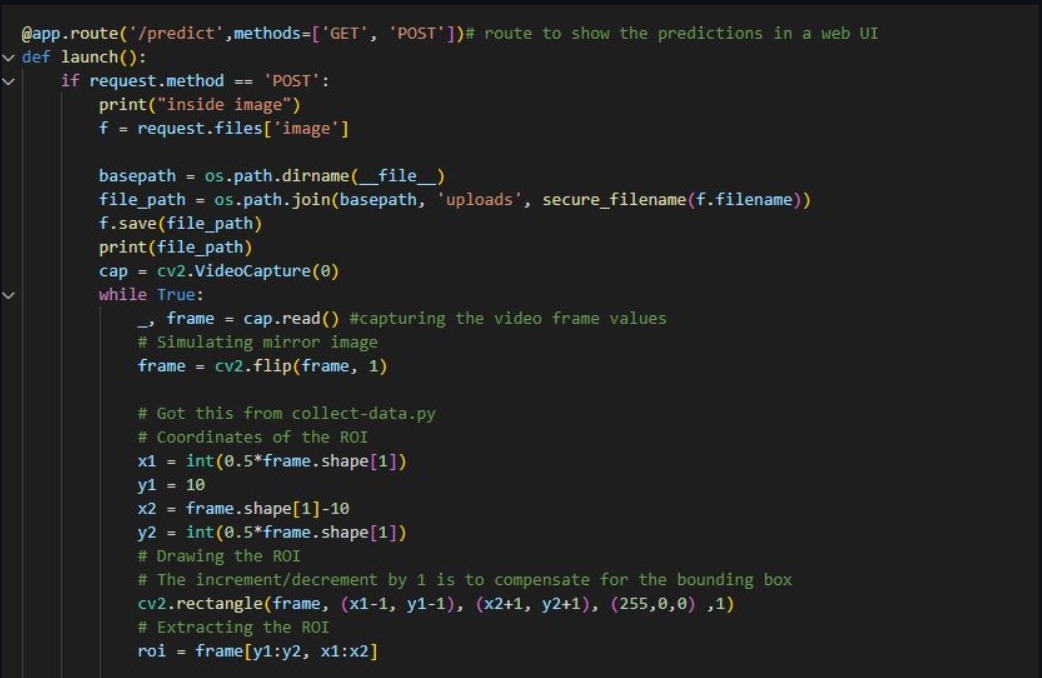 @app.route('/predict',methods=['GET', 'POST'])# route to show the predictions in a web UI
def launch():
    if request.method == 'POST':
        print("inside image")
        f = request.files['image']

        basepath = os.path.dirname(__file__)
        file_path = os.path.join(basepath, 'uploads', secure_filename(f.filename))
        f.save(file_path)
        print(file_path)
        cap = cv2.VideoCapture(0)
        while True:
            _, frame = cap.read() #capturing the video frame values
            # Simulating mirror image
            frame = cv2.flip(frame, 1)

            # Got this from collect-data.py
            # Coordinates of the ROI
            x1 = int(0.5*frame.shape[1])
            y1 = 10
            x2 = frame.shape[1]-10
            y2 = int(0.5*frame.shape[1])
            # Drawing the ROI
            # The increment/decrement by 1 is to compensate for the bounding box
            cv2.rectangle(frame, (x1-1, y1-1), (x2+1, y2+1), (255,0,0) ,1)
            # Extracting the ROI
            roi = frame[y1:y2, x1:x2]